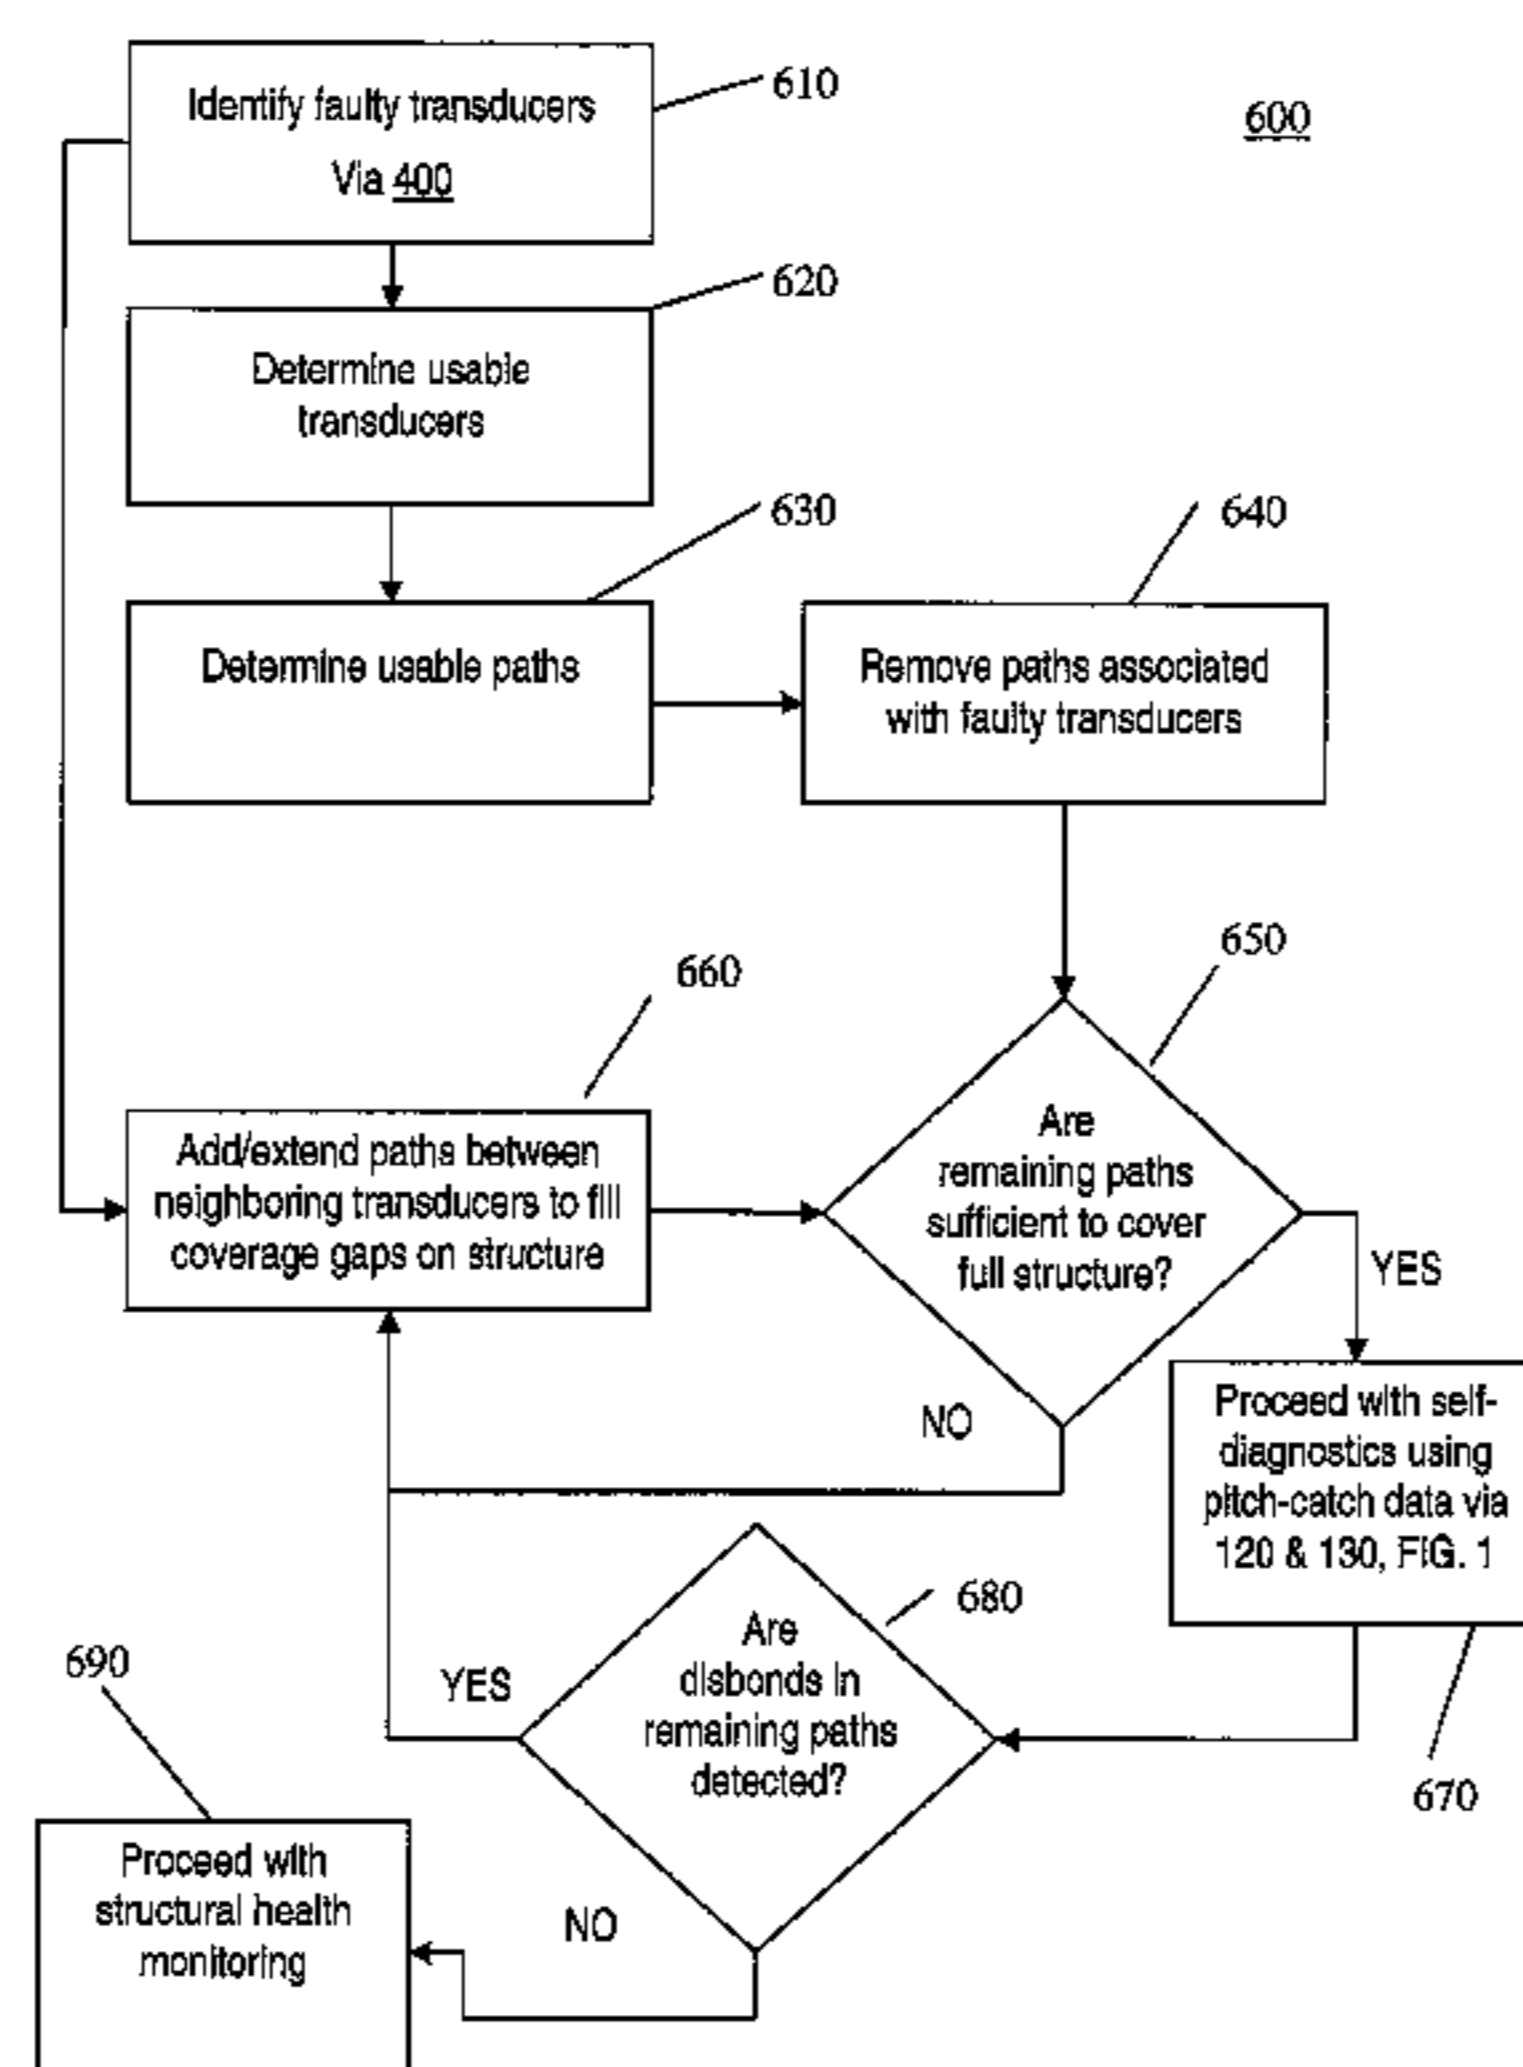 610
600
Identify faulty transducers
Via 400
620
Determine usable
transducers
630
640
Determine usable paths
Remove paths associated
with faulty transducers
650
660
Add/extend paths between
neighboring transducers to fill
coverage gaps on structure
Are
remaining paths
sufficient to cover
full structure?
YES
NO
Proceed with self-
diagnostics using
pitch-catch data via
120 & 130, FIG. 1
670
680
Are
disbonds in
remaining paths
detected?
YES
NO
690
Proceed with
structural health
monitoring